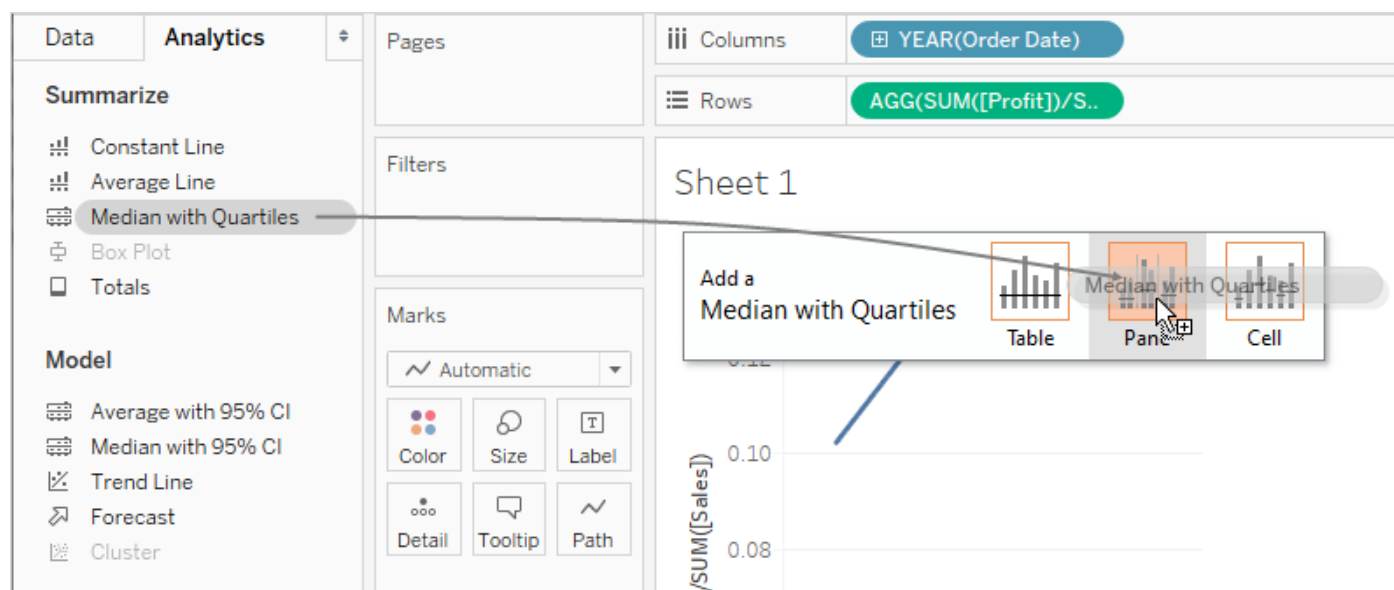 Data
Analytics
Summarize
Constant Line
Average Line
Median with Quartiles
Box Plot
Totals
Model
Average with 95% CI
Median with 95% CI
Trend Line
Forecast
Cluster
Pages
Filters
Marks
Automatic
Color
Size
T
Label
Detail
Tooltip
Path
Columns
YEAR(Order Date)
Rows
AGG(SUM([Profit])/S..
Sheet 1
Add a
Median with Quartiles
Table
Pane
Cell
Median with Quartiles
0.12
0.10
0.08
/SUM([Sales])